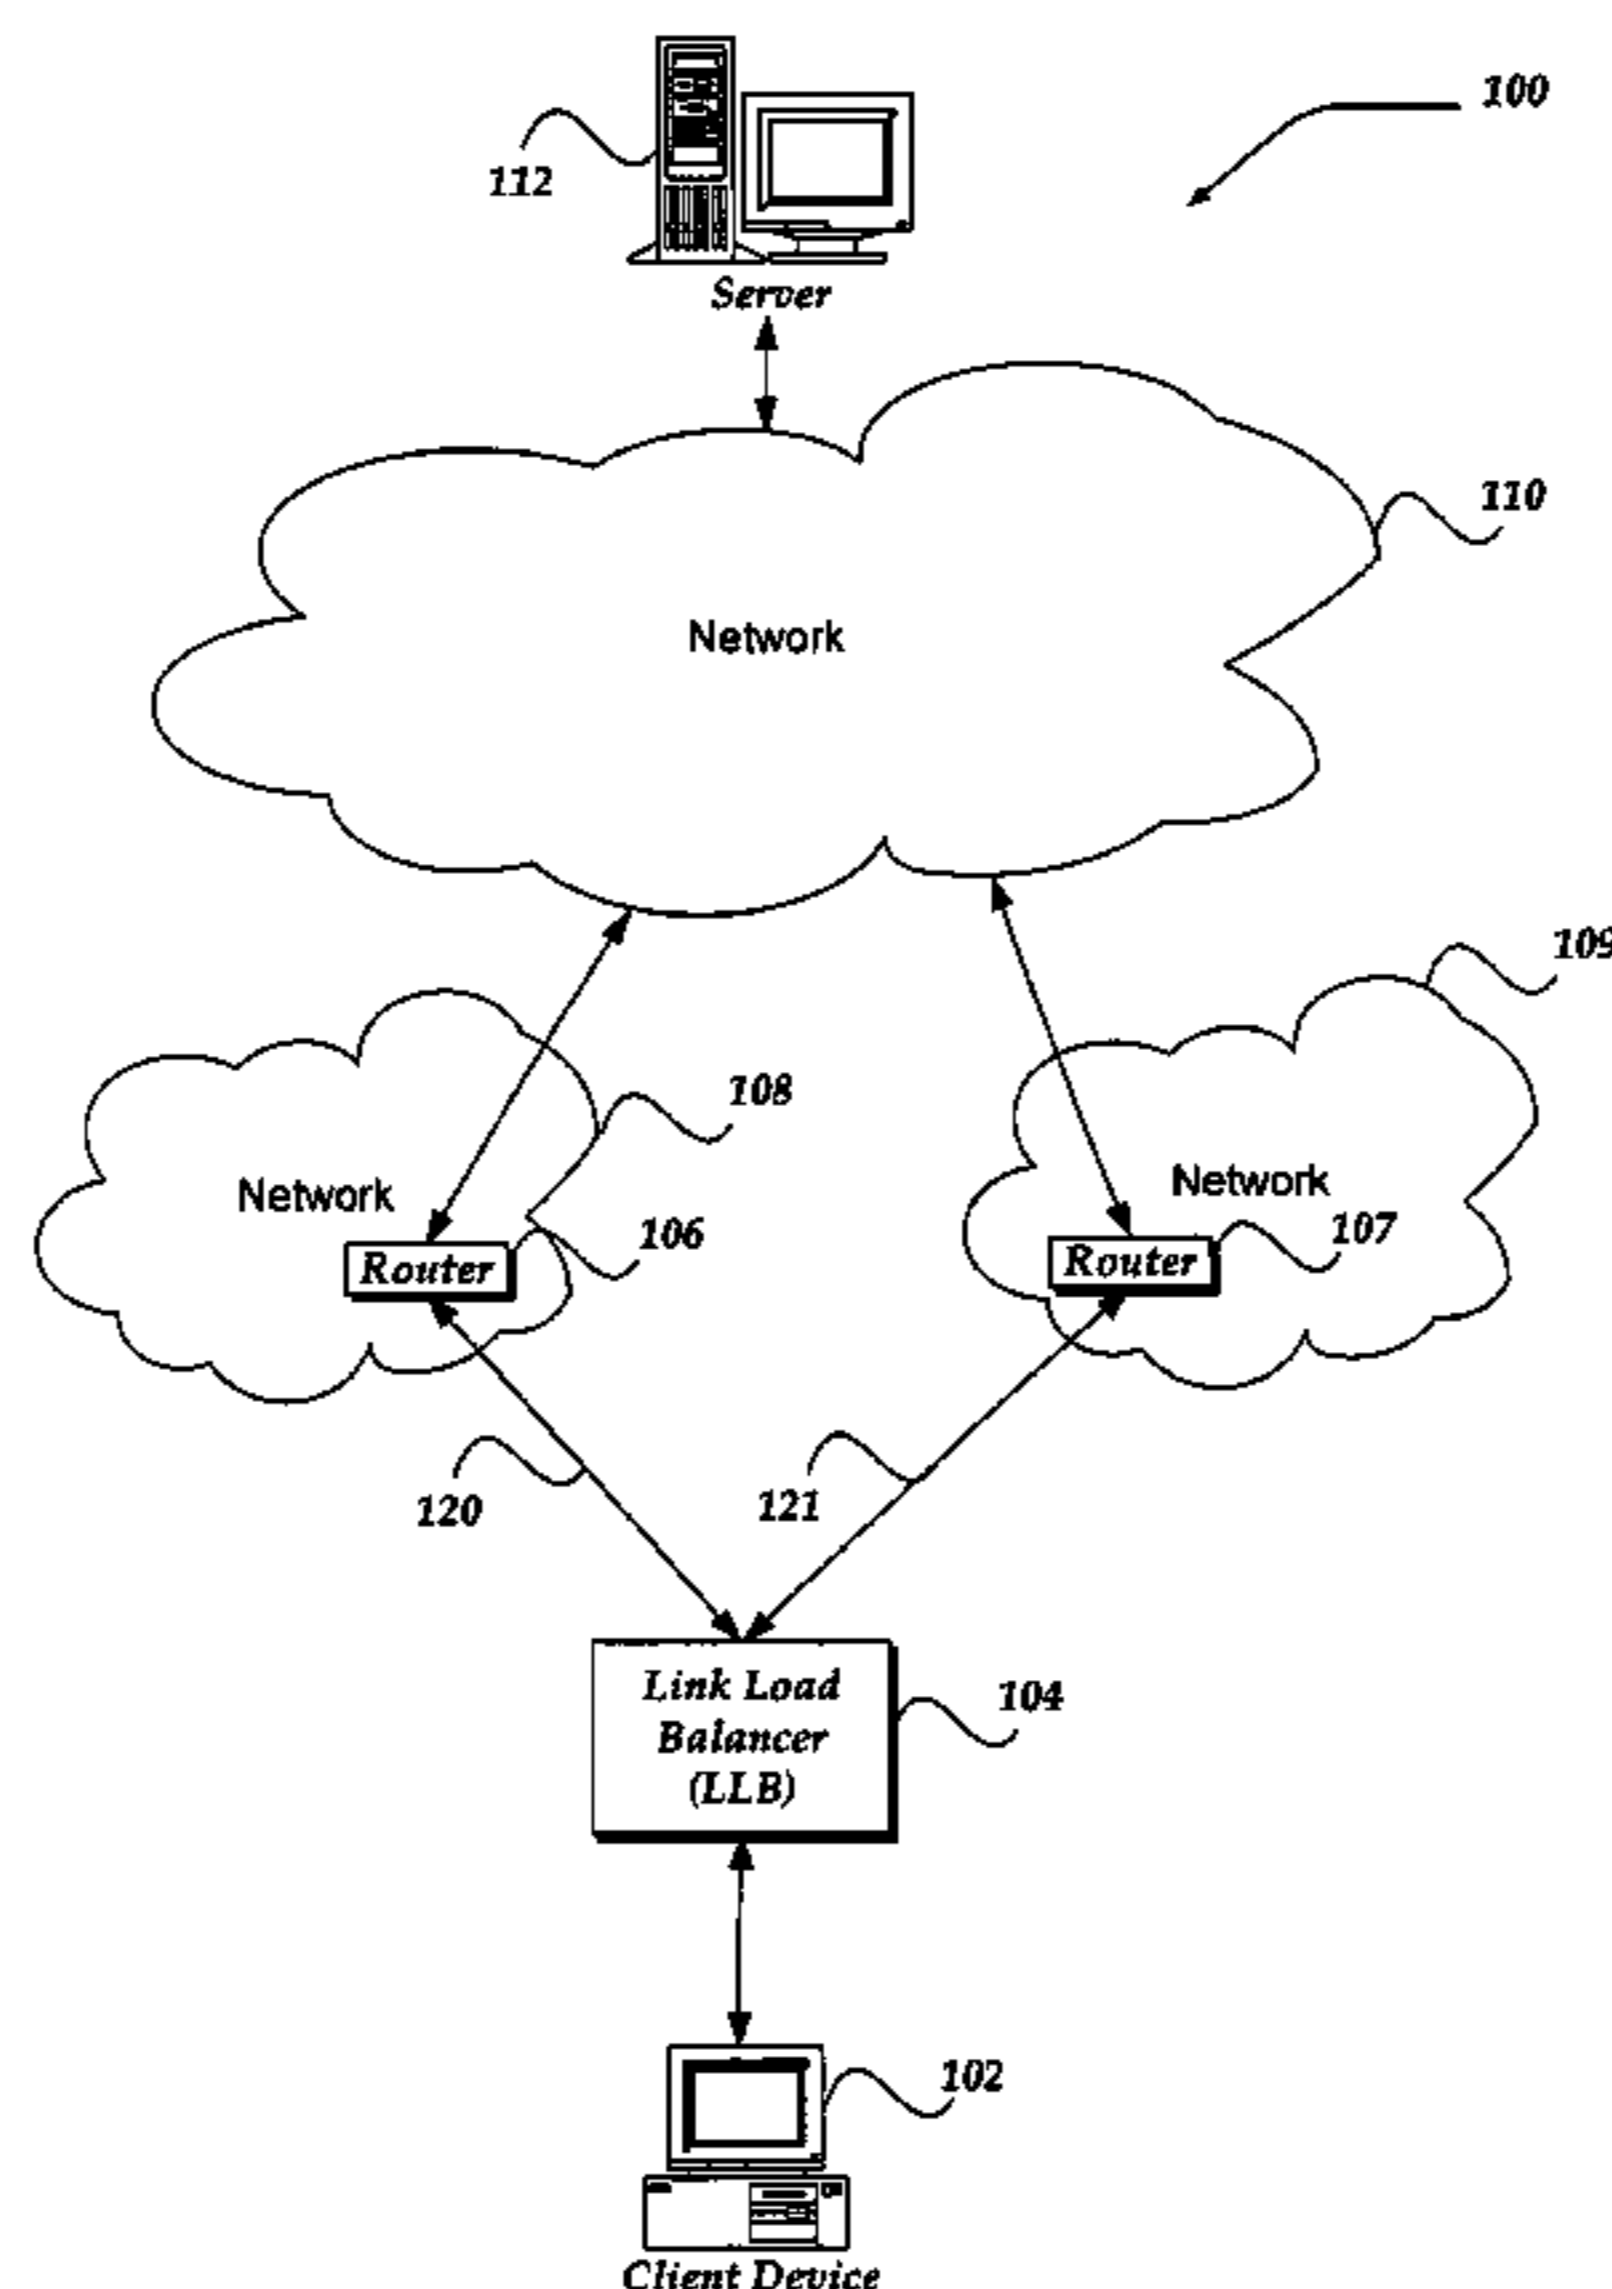 100
112
Server
110
Network
109
108
Network
Network
106
107
Router
Router
120
121
Link Load
Balancer
(LLB)
104
102
Client Device